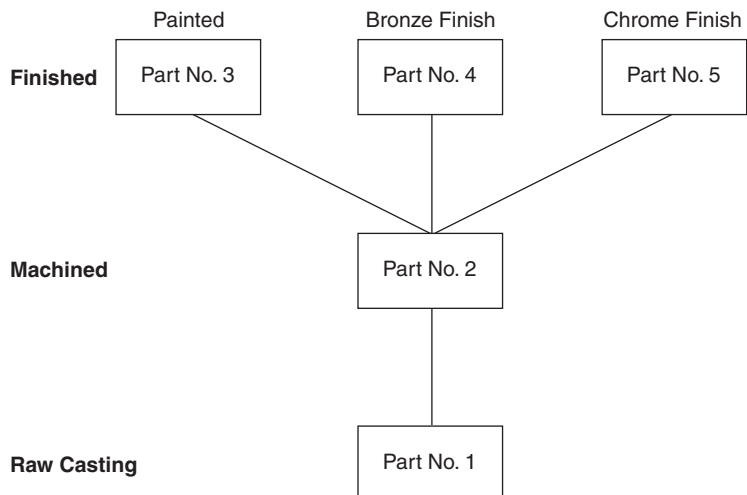 Painted Bronze Finish Chrome Finish
Finished Part No. 3 Part No. 4 Part No. 5
Machined Part No. 2
Raw Casting Part No. 1